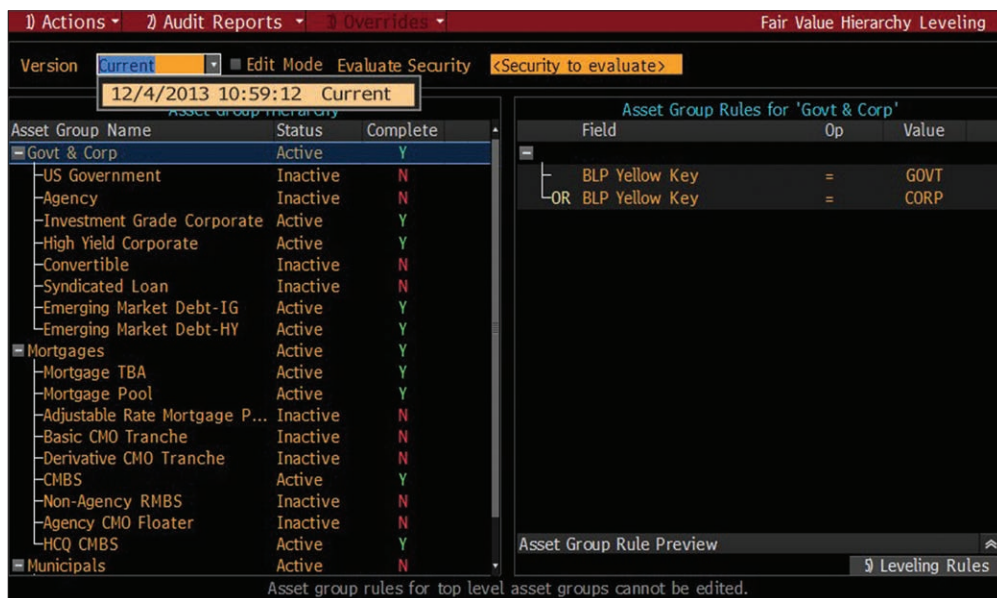 1) Actions 2) Audit Reports 3) Overrides Fair Value Hierarchy Leveling
Version Current Edit Mode Evaluate Security <Security to evaluate>
12/4/2013 10:59:12 Current
Asset Group Hierarchy
Asset Group Name Status Complete
Govt & Corp Active Y
US Government Inactive N
Agency Inactive N
Investment Grade Corporate Active Y
High Yield Corporate Active Y
Convertible Inactive N
Syndicated Loan Inactive N
Emerging Market Debt-IG Active Y
Emerging Market Debt-HY Active Y
Mortgages Active Y
Mortgage TBA Active Y
Mortgage Pool Active Y
Adjustable Rate Mortgage P... Inactive N
Basic CMO Tranche Inactive N
Derivative CMO Tranche Inactive N
CMBS Active Y
Non-Agency RMBS Inactive N
Agency CMO Floater Inactive N
HCQ CMBS Active Y
Municipals Active N
Asset Group Rules for 'Govt & Corp'
Field Op Value
BLP Yellow Key = GOVT
OR BLP Yellow Key = CORP
Asset Group Rule Preview
5) Leveling Rules
Asset group rules for top level asset groups cannot be edited.